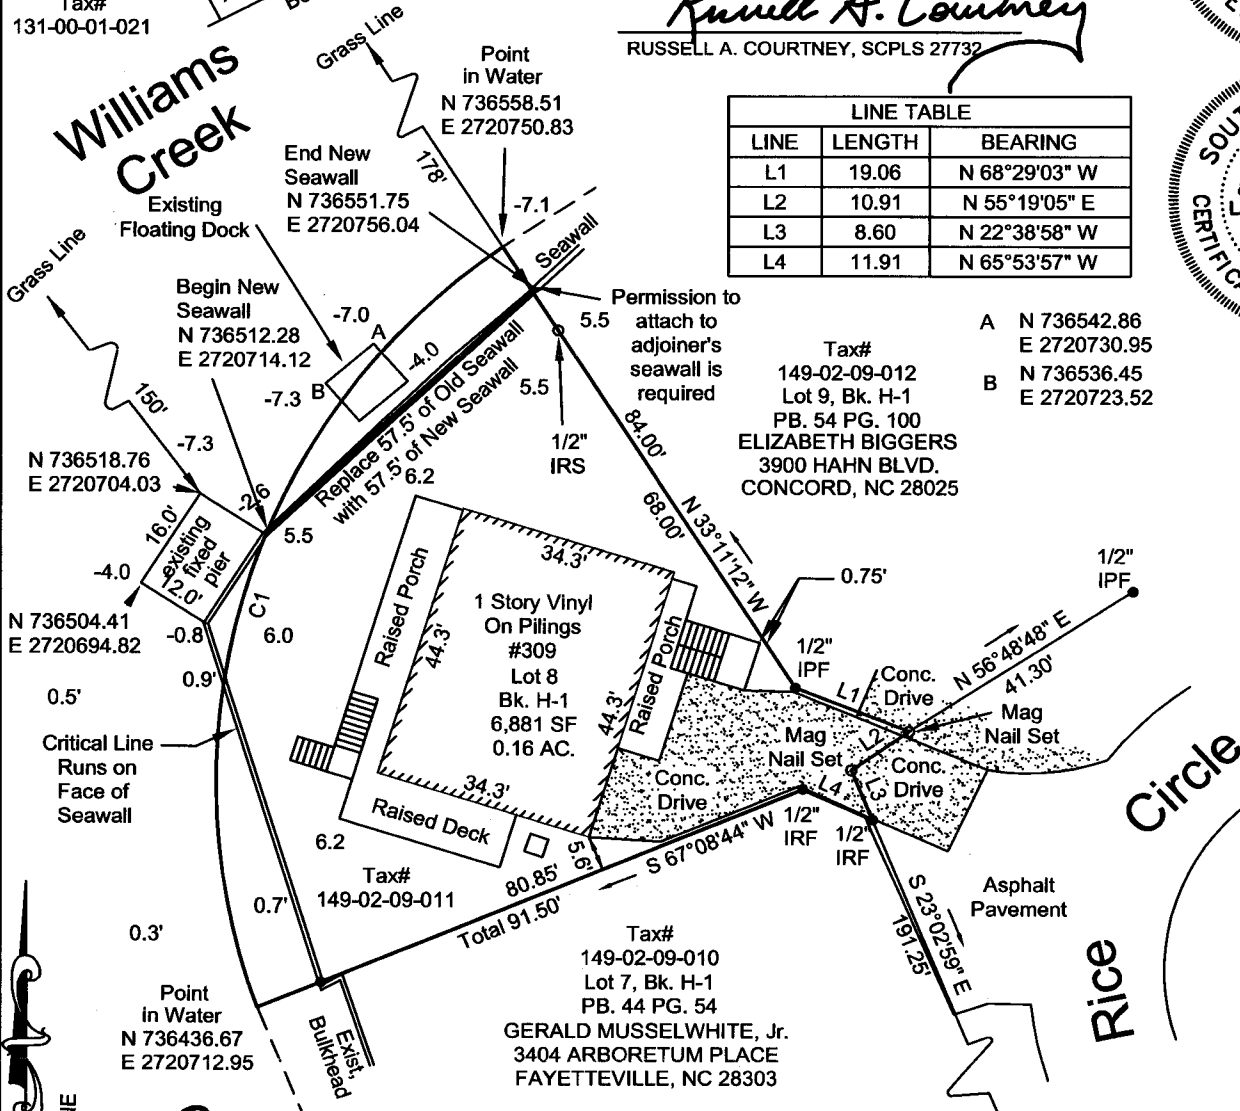 Tax#
131-00-01-021
Williams
Creek
Grass Line
178'
Point
in Water
N 736558.51
E 2720750.83
RUSSELL A. COURTNEY, SCPLS 27732
LINE TABLE
LINE LENGTH BEARING
L1 19.06 N 68°29'03" W
L2 10.91 N 55°19'05" E
L3 8.60 N 22°38'58" W
L4 11.91 N 65°53'57" W
End New
Seawall
N 736551.75
E 2720756.04
Existing
Floating Dock
-7.1
Seawall
Grass Line
150'
Begin New
Seawall
N 736512.28
E 2720714.12
-7.0
A
B
-4.0
-7.3
-7.3
Permission to
attach to
adjoiner's
seawall is
required
5.5
5.5
1/2"
IRS
Tax#
149-02-09-012
Lot 9, Bk. H-1
PB. 54 PG. 100
ELIZABETH BIGGERS
3900 HAHN BLVD.
CONCORD, NC 28025
A N 736542.86
E 2720730.95
B N 736536.45
E 2720723.52
Replace 57.5' of Old Seawall
with 57.5' of New Seawall
84.00'
68.00'
N 33°11'12" W
N 736518.76
E 2720704.03
-2.6
16.0'
existing
fixed
pier
12.0'
5.5
6.2
-4.0
N 736504.41
E 2720694.82
-0.8
C1
6.0
0.9'
0.5'
Critical Line
Runs on
Face of
Seawall
Raised Porch
34.3'
44.3'
1 Story Vinyl
On Pilings
#309
Lot 8
Bk. H-1
6,881 SF
0.16 AC.
44.3'
34.3'
Raised Porch
Raised Deck
0.75'
1/2"
IPF
1/2"
IPF
N 56°48'48" E
41.30'
L1
Conc.
Drive
Mag
Nail Set
L2
Mag
Nail Set
L3
Conc.
Drive
L4
Conc.
Drive
1/2"
IRF
1/2"
IRF
S 67°08'44" W
5.6'
80.85'
Total 91.50'
6.2
Tax#
149-02-09-011
0.7'
0.3'
Point
in Water
N 736436.67
E 2720712.95
Exist,
Bulkhead
Tax#
149-02-09-010
Lot 7, Bk. H-1
PB. 44 PG. 54
GERALD MUSSELWHITE, Jr.
3404 ARBORETUM PLACE
FAYETTEVILLE, NC 28303
S 23°02'59" E
191.25'
Asphalt
Pavement
Rice
Circle